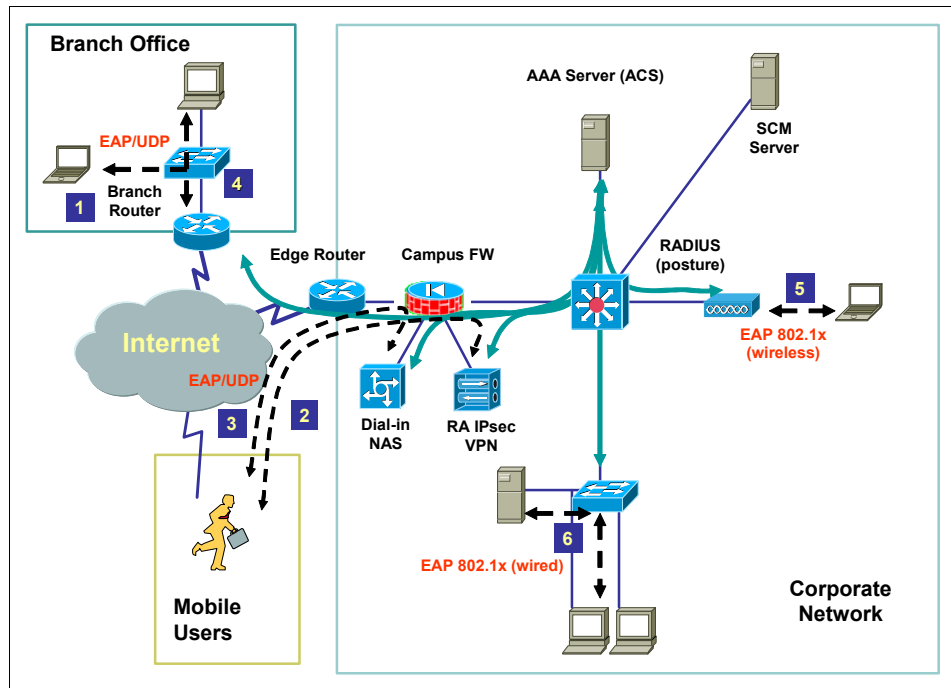 Branch Office
EAP/UDP
1
Branch
Router
4
AAA Server (ACS)
SCM
Server
Edge Router
Campus FW
RADIUS
(posture)
5
EAP 802.1x
(wireless)
Internet
EAP/UDP
3
2
Dial-in
NAS
RA IPsec
VPN
6
EAP 802.1x (wired)
Mobile
Users
Corporate
Network